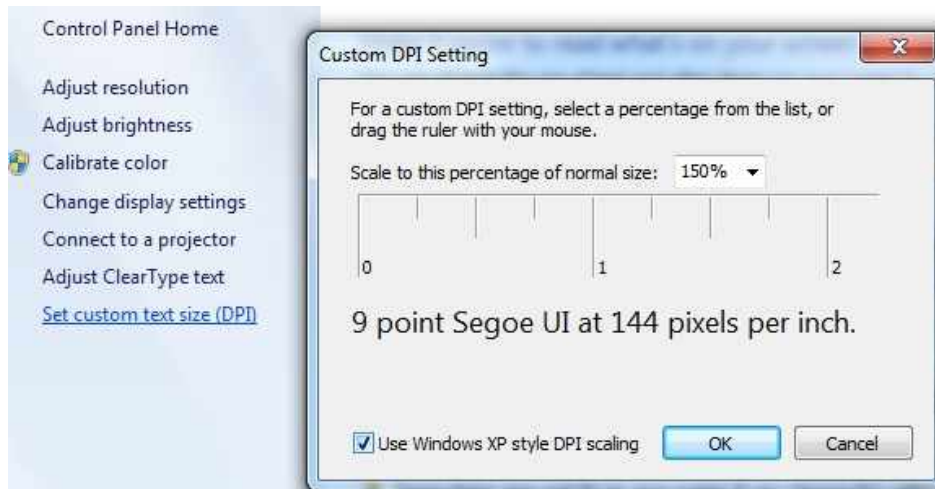 Control Panel Home
Adjust resolution
Adjust brightness
Calibrate color
Change display settings
Connect to a projector
Adjust ClearType text
Set custom text size (DPI)
Custom DPI Setting
For a custom DPI setting, select a percentage from the list, or
drag the ruler with your mouse.
Scale to this percentage of normal size: 150%
0 1 2
9 point Segoe UI at 144 pixels per inch.
Use Windows XP style DPI scaling OK Cancel